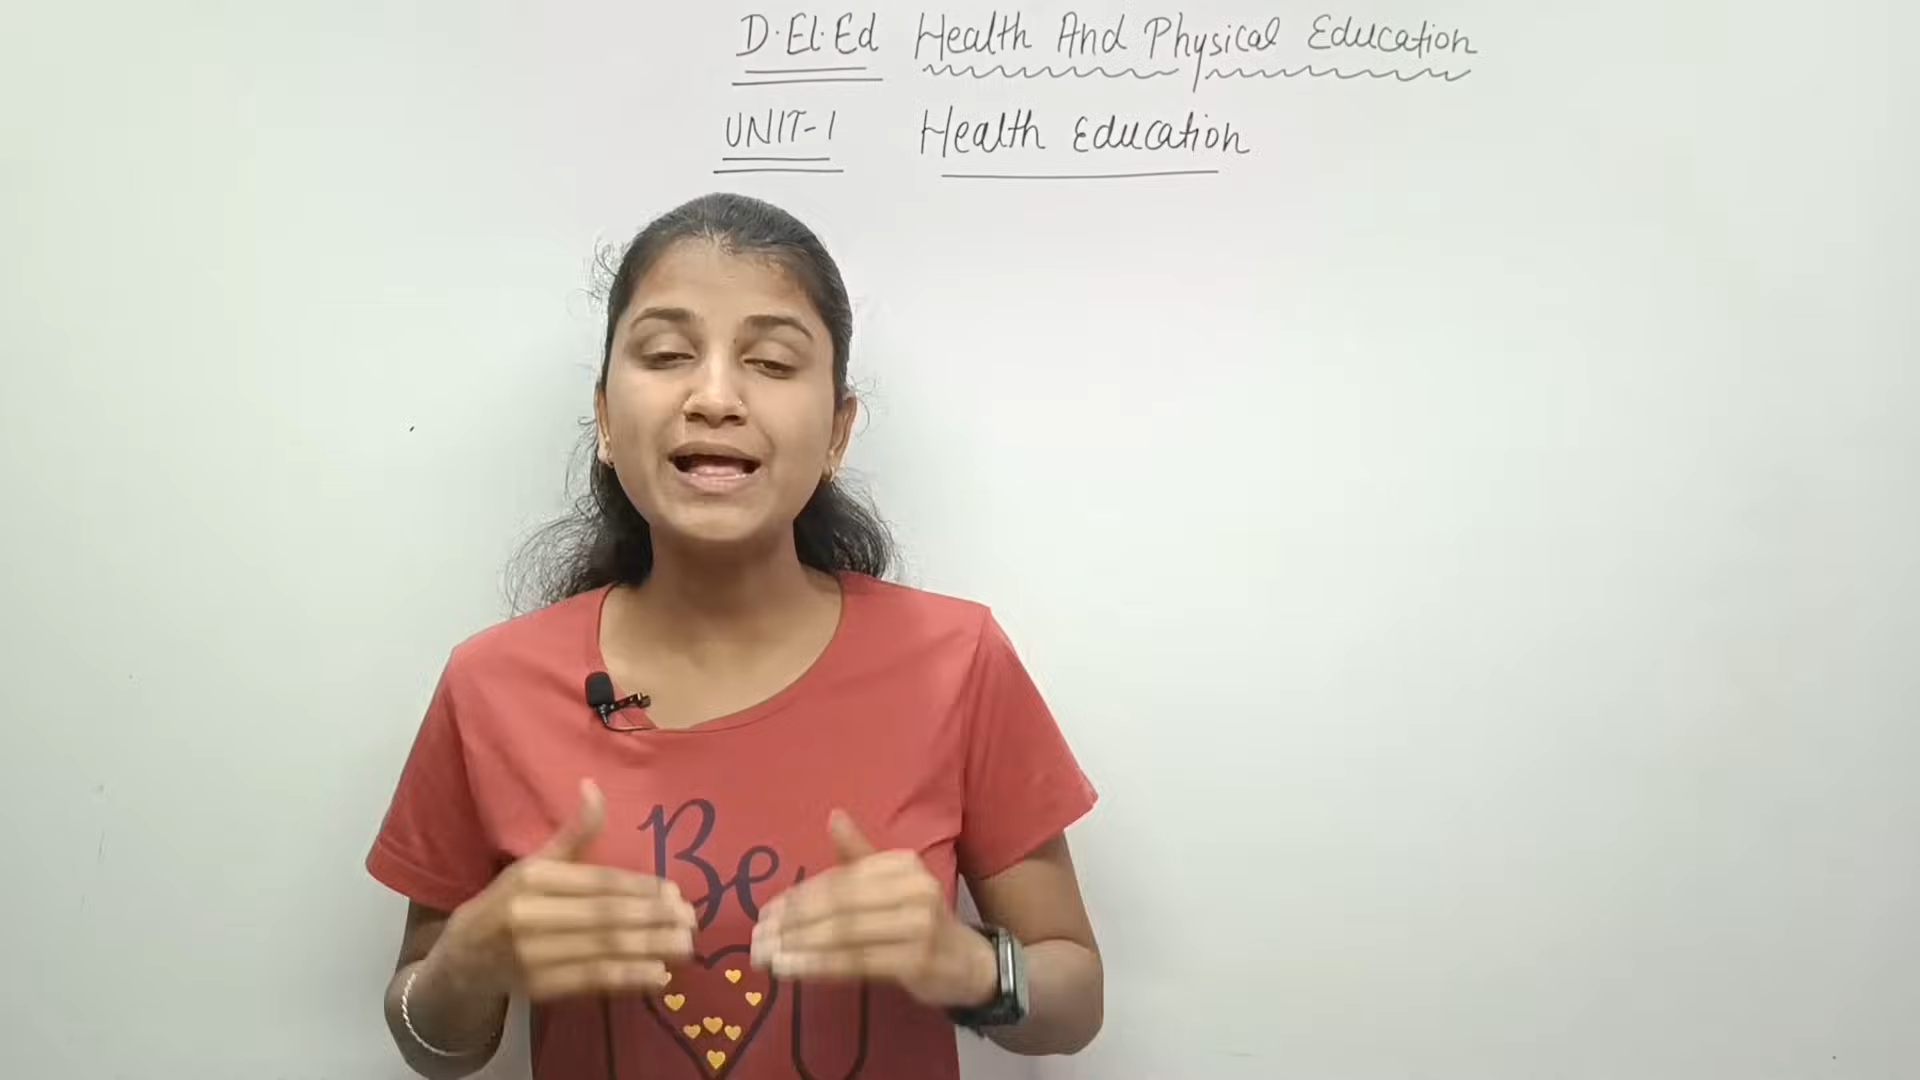 D.El.Ed Health And Physical Education
UNIT-1 Health Education
Be
U